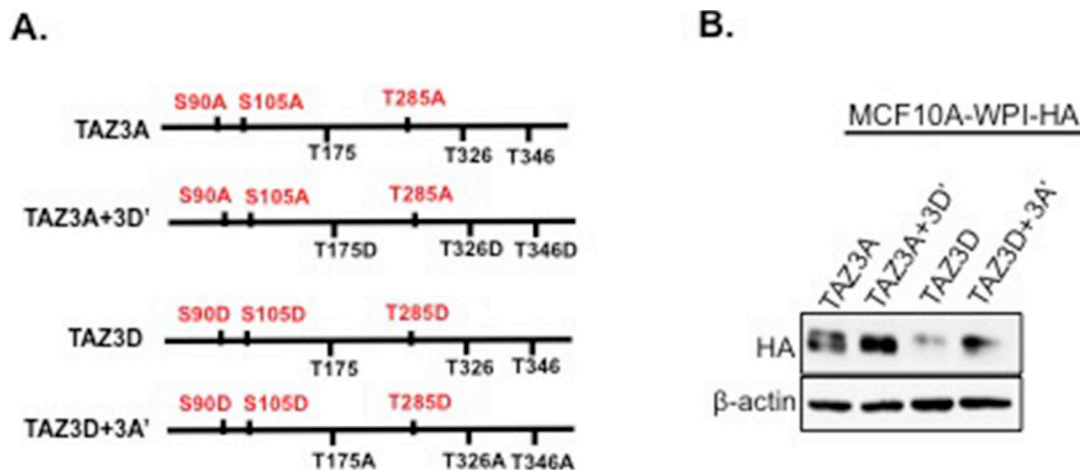 A.
S90A S105A T285A
TAZ3A
T175 T326 T346
S90A S105A T285A
TAZ3A+3D'
T175D T326D T346D
S90D S105D T285D
TAZ3D
T175 T326 T346
S90D S105D T285D
TAZ3D+3A'
T175A T326A T346A
B.
MCF10A-WPI-HA
TAZ3A
TAZ3A+3D'
TAZ3D
TAZ3D+3A'
HA
β-actin